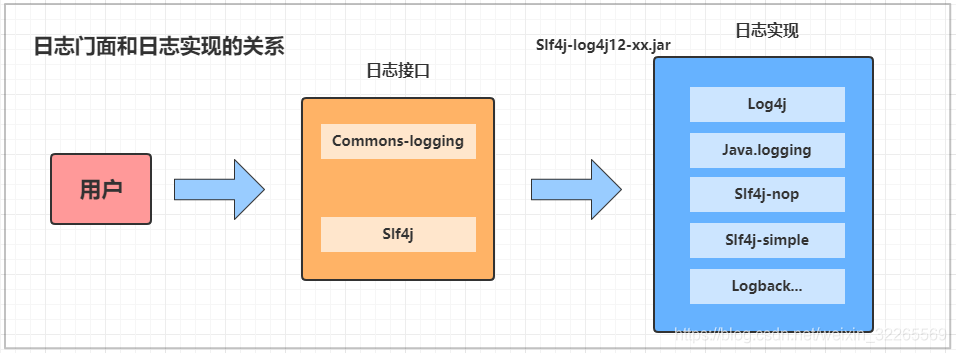 日志门面和日志实现的关系
用户
日志接口
Commons-logging
Slf4j
Slf4j-log4j12-xx.jar
日志实现
Log4j
Java.logging
Slf4j-nop
Slf4j-simple
Logback...
https://blog.csdn.net/weixin_32265569